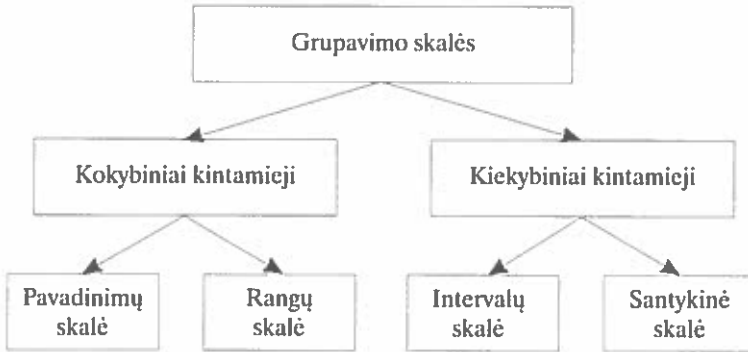 Grupavimo skalės
Kokybiniai kintamieji
Kiekybiniai kintamieji
Pavadinimų
skalė
Rangų
skalė
Intervalų
skalė
Santykinė
skalė